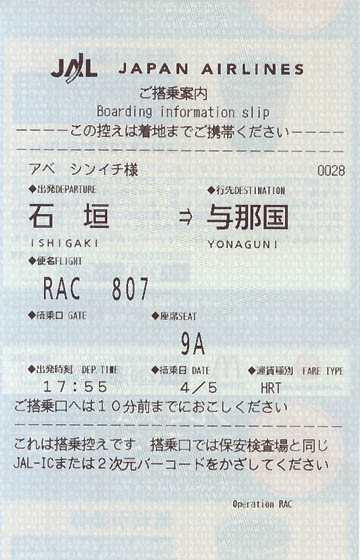 JAL JAPAN AIRLINES
ご搭乗案内
Boarding information slip
ーーーーこの控えは着地までご携帯くださいーーーー
アベ　シンイチ様 0028
◆出発DEPARTURE ◆行先DESTINATION
石　垣 ⇒ 与那国
ISHIGAKI YONAGUNI
◆便名FLIGHT
RAC 807
◆搭乗口 GATE ◆座席SEAT
9A
◆出発時刻 DEP.TIME ◆搭乗日 DATE ◆運賃種別 FARE TYPE
17:55 4/5 HRT
ご搭乗口へは10分前までにおこしください
これは搭乗控えです　搭乗口では保安検査場と同じ
JAL-ICまたは2次元バーコードをかざしてください
Operation RAC